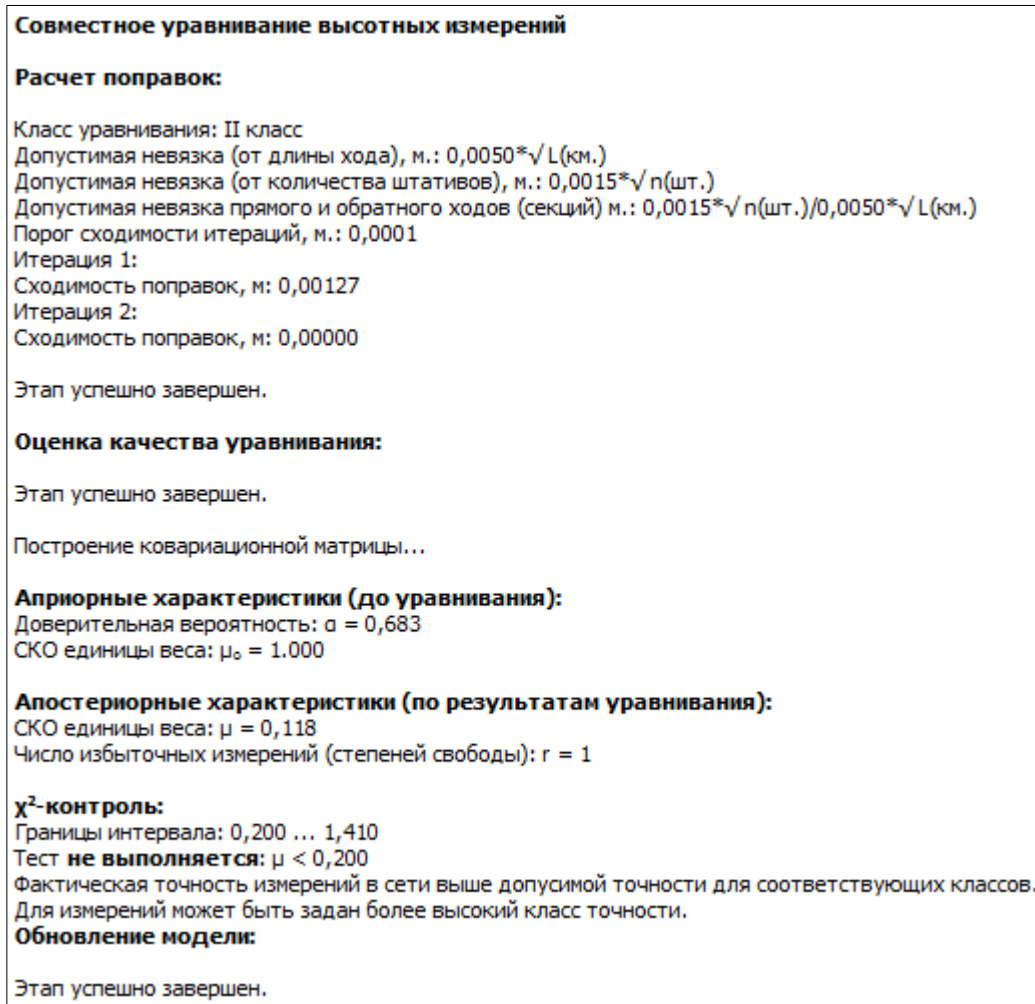 Совместное уравнивание высотных измерений
Расчет поправок:
Класс уравнивания: II класс
Допустимая невязка (от длины хода), м.: 0,0050*√ L(км.)
Допустимая невязка (от количества штативов), м.: 0,0015*√ n(шт.)
Допустимая невязка прямого и обратного ходов (секций) м.: 0,0015*√ n(шт.)/0,0050*√ L(км.)
Порог сходимости итераций, м.: 0,0001
Итерация 1:
Сходимость поправок, м: 0,00127
Итерация 2:
Сходимость поправок, м: 0,00000
Этап успешно завершен.
Оценка качества уравнивания:
Этап успешно завершен.
Построение ковариационной матрицы...
Априорные характеристики (до уравнивания):
Доверительная вероятность: α = 0,683
СКО единицы веса: μ₀ = 1.000
Апостериорные характеристики (по результатам уравнивания):
СКО единицы веса: μ = 0,118
Число избыточных измерений (степеней свободы): r = 1
χ²-контроль:
Границы интервала: 0,200 ... 1,410
Тест не выполняется: μ < 0,200
Фактическая точность измерений в сети выше допусимой точности для соответствующих классов.
Для измерений может быть задан более высокий класс точности.
Обновление модели:
Этап успешно завершен.